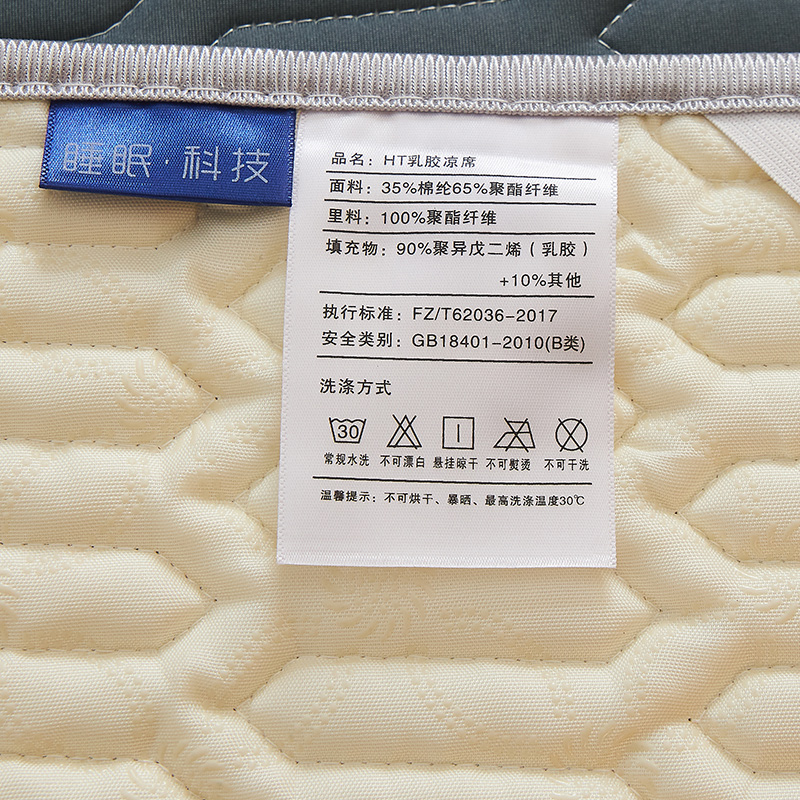 睡眠·科技
品名：HT乳胶凉席
面料：35%棉纶65%聚酯纤维
里料：100%聚酯纤维
填充物：90%聚异戊二烯（乳胶）
+10%其他
执行标准：FZ/T62036-2017
安全类别：GB18401-2010(B类)
洗涤方式
30
常规水洗 不可漂白 悬挂晾干 不可熨烫 不可干洗
温馨提示：不可烘干、暴晒、最高洗涤温度30℃